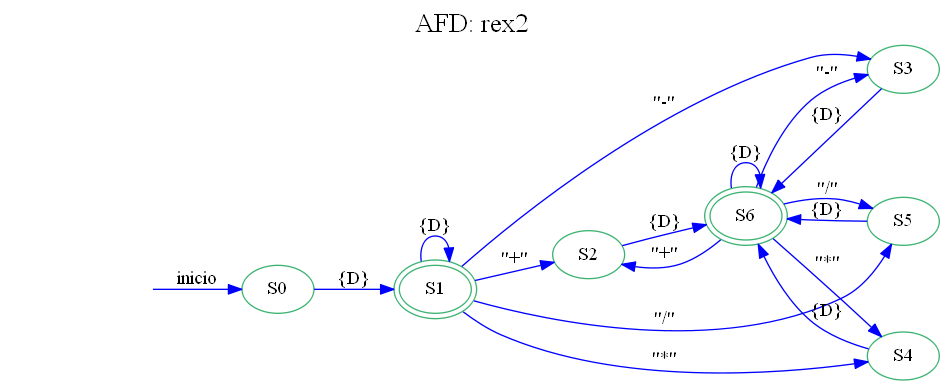 AFD: rex2
S3
"-"
"-"
{D}
{D}
"/"
{D}
S6
S5
{D}
{D}
"+"
S2
"+"
"*"
inicio
S0
{D}
S1
"/"
{D}
"*"
S4